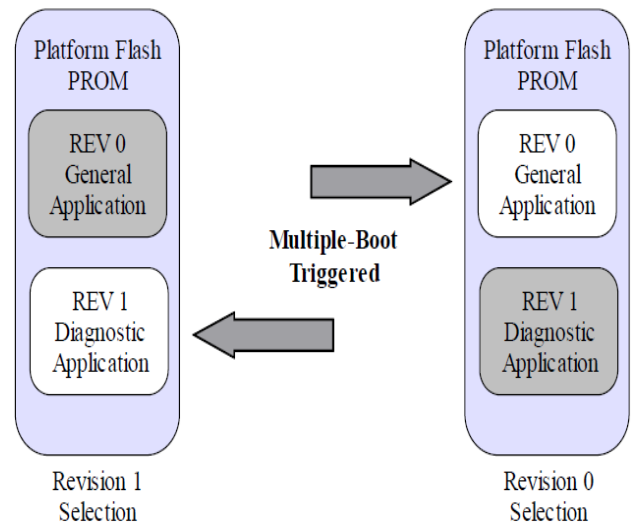 Platform Flash
PROM
REV 0
General
Application
REV 1
Diagnostic
Application
Revision 1
Selection
Multiple-Boot
Triggered
Platform Flash
PROM
REV 0
General
Application
REV 1
Diagnostic
Application
Revision 0
Selection